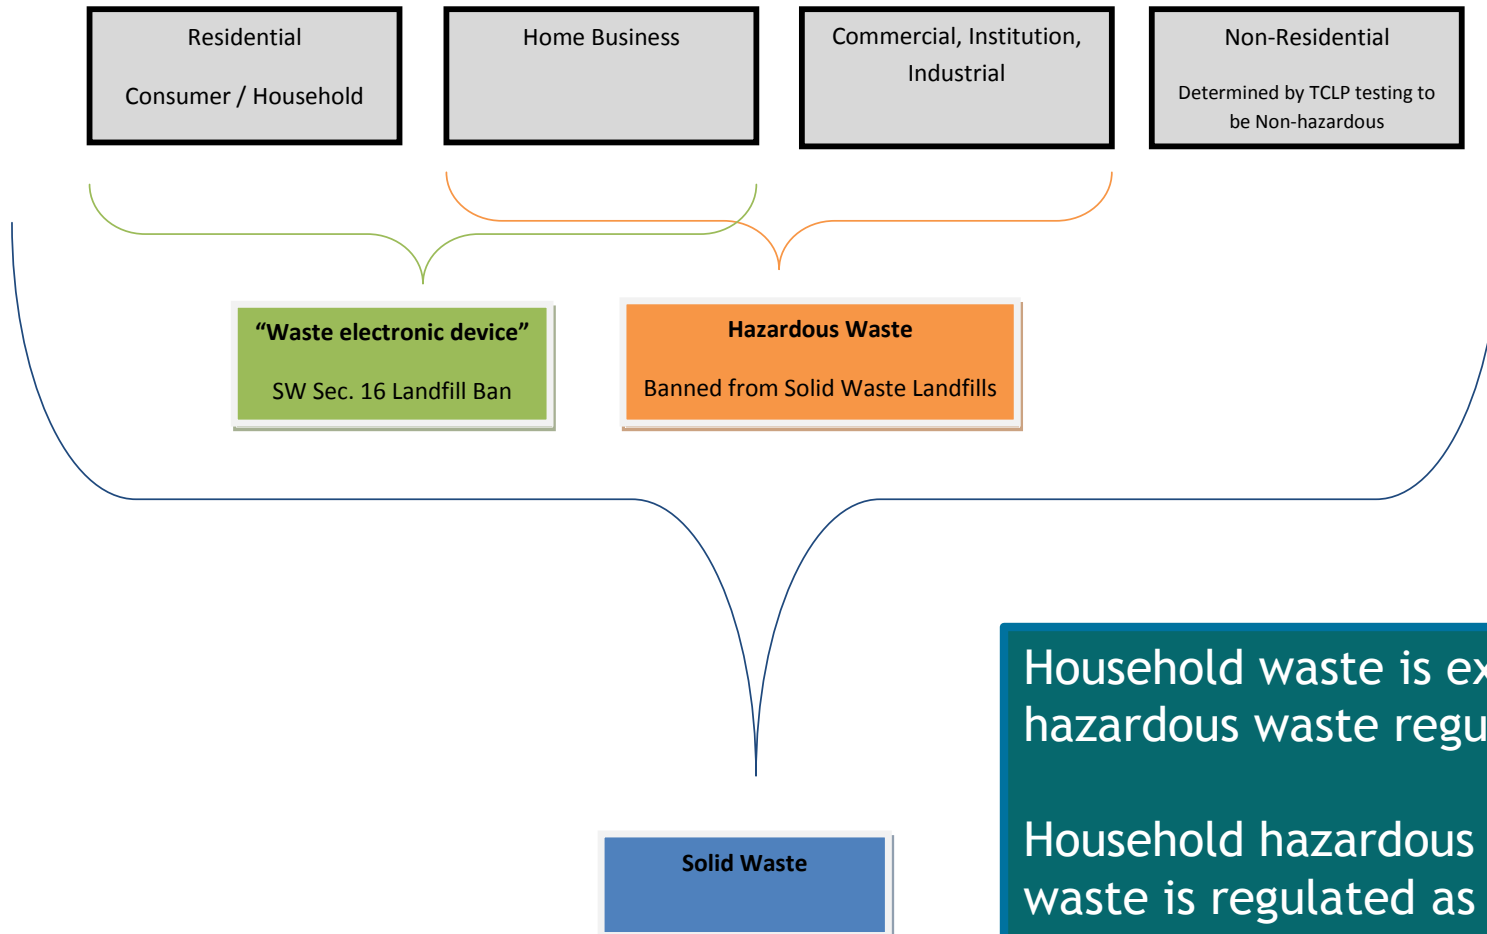 Residential
Consumer / Household
Home Business
Commercial, Institution,
Industrial
Non-Residential
Determined by TCLP testing to
be Non-hazardous
“Waste electronic device”
SW Sec. 16 Landfill Ban
Hazardous Waste
Banned from Solid Waste Landfills
Solid Waste
Household waste is ex
hazardous waste regu
Household hazardous
waste is regulated as